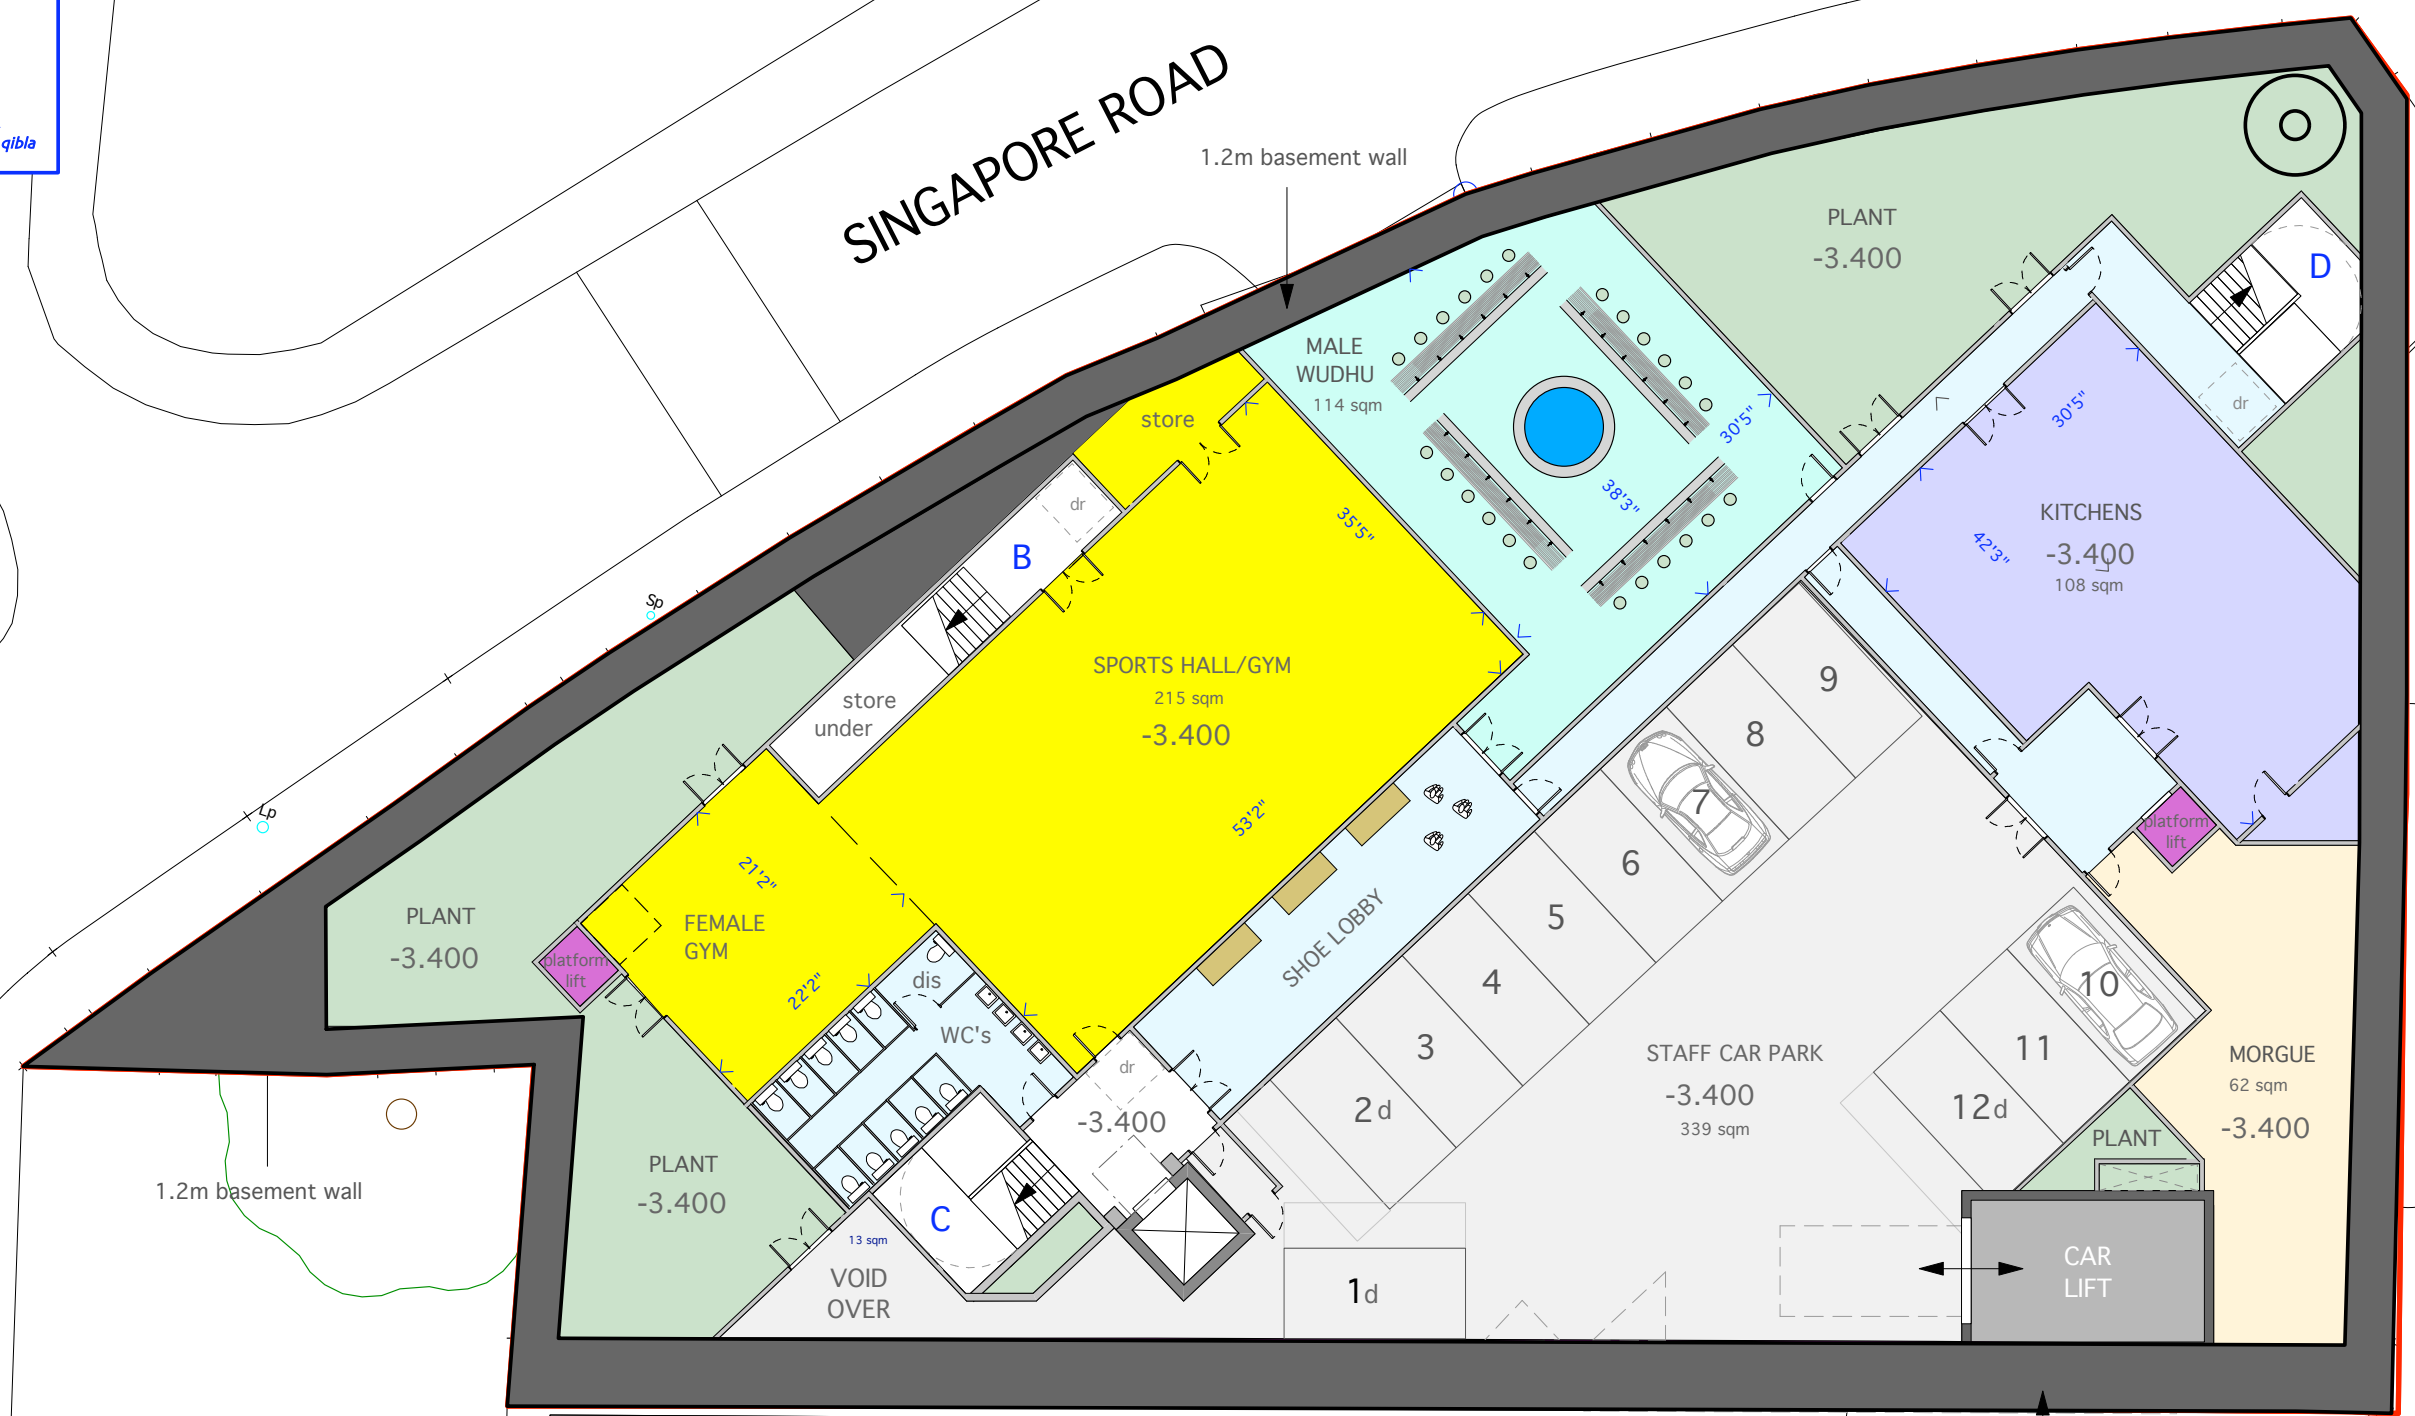 qibla
SINGAPORE ROAD
1.2m basement wall
PLANT
-3.400
D
dr
MALE
WUDHU
114 sqm
30'5"
38'3"
30'5"
KITCHENS
-3.400
108 sqm
42'3"
store
dr
B
35'5"
Sp
SPORTS HALL/GYM
215 sqm
-3.400
store
under
53'2"
Lp
9
8
7
6
5
4
3
2d
platform
lift
SHOE LOBBY
21'2"
FEMALE
GYM
22'2"
PLANT
-3.400
platform
lift
dis
WC's
dr
-3.400
10
11
12d
STAFF CAR PARK
-3.400
339 sqm
MORGUE
62 sqm
-3.400
PLANT
PLANT
-3.400
1.2m basement wall
C
13 sqm
VOID
OVER
1d
CAR
LIFT